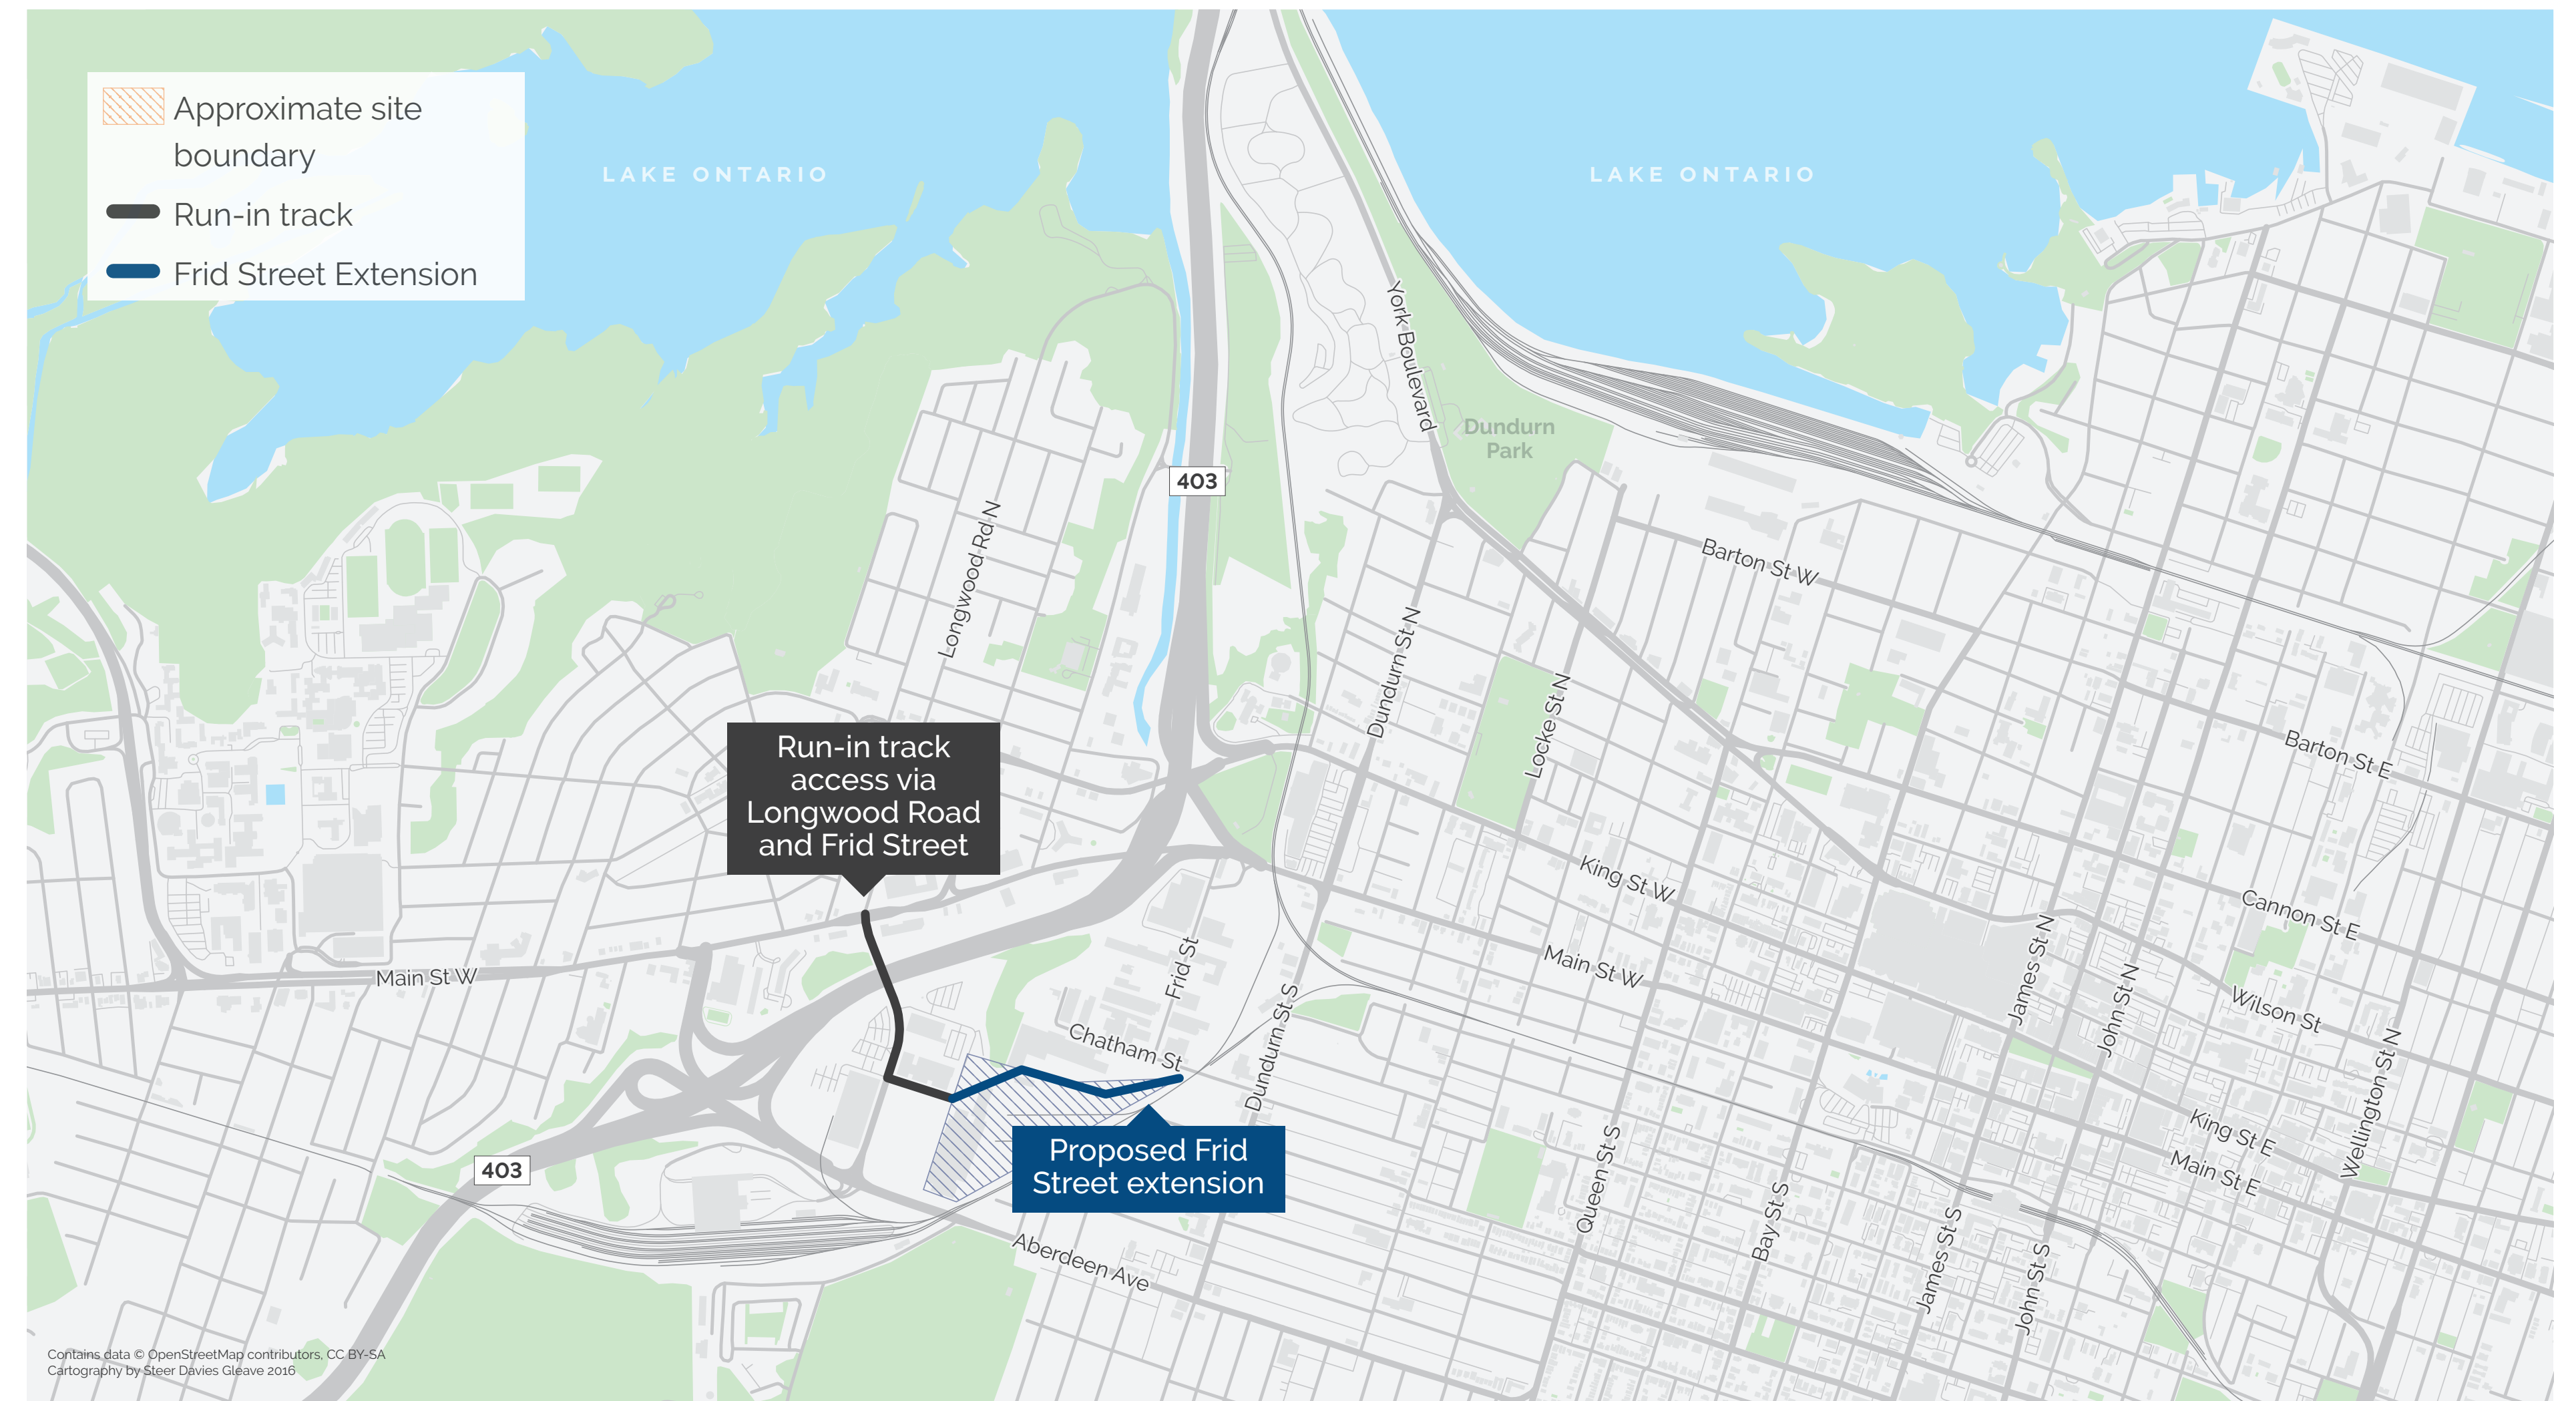 Approximate site
boundary
Run-in track
Frid Street Extension
LAKE ONTARIO
LAKE ONTARIO
York Boulevard
Dundurn
Park
403
Longwood Rd N
Barton St W
Dundurn St N
Locke St N
Run-in track
access via
Longwood Road
and Frid Street
Barton St E
King St W
Cannon St E
Main St W
Frid St
Main St W
James St N
John St N
Wilson St
Dundurn St S
Chatham St
Wellington St N
King St E
Main St E
403
Proposed Frid
Street extension
Queen St S
Bay St S
James St S
John St S
Aberdeen Ave
Contains data © OpenStreetMap contributors, CC BY-SA
Cartography by Steer Davies Gleave 2016